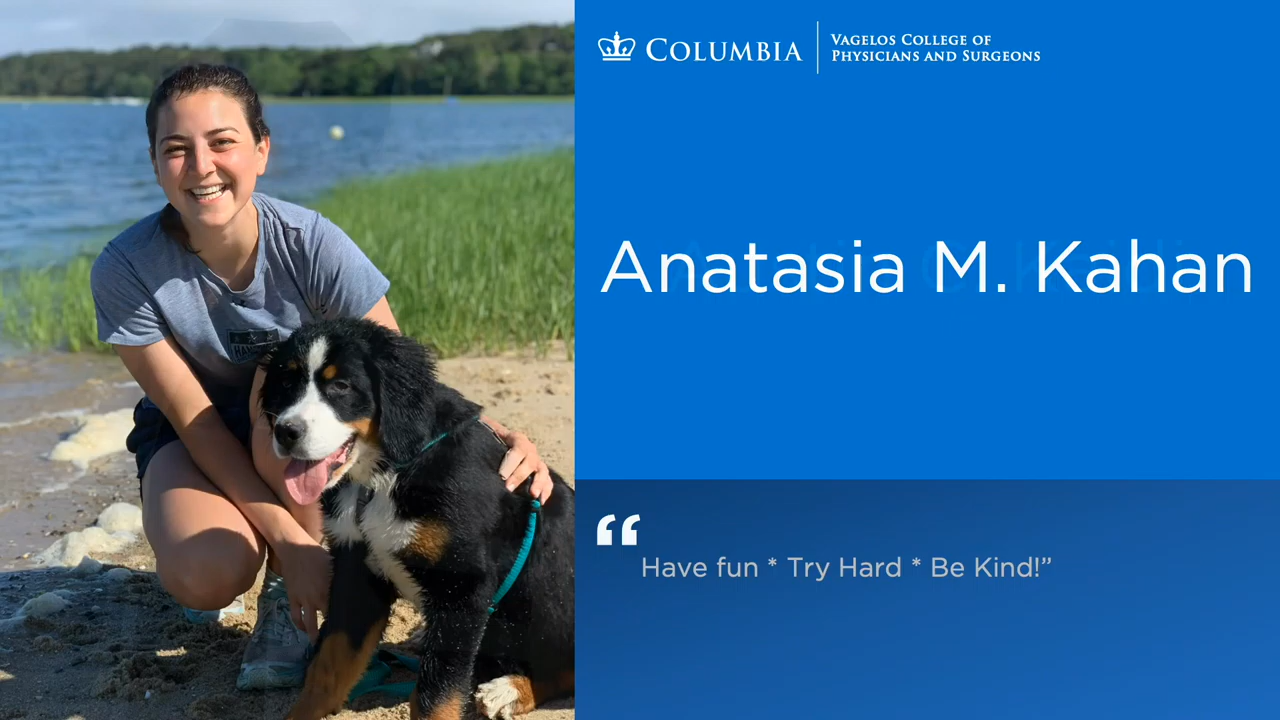 COLUMBIA
VAGELOS COLLEGE OF
PHYSICIANS AND SURGEONS
Anatasia M. Kahan
“
Have fun * Try Hard * Be Kind!”